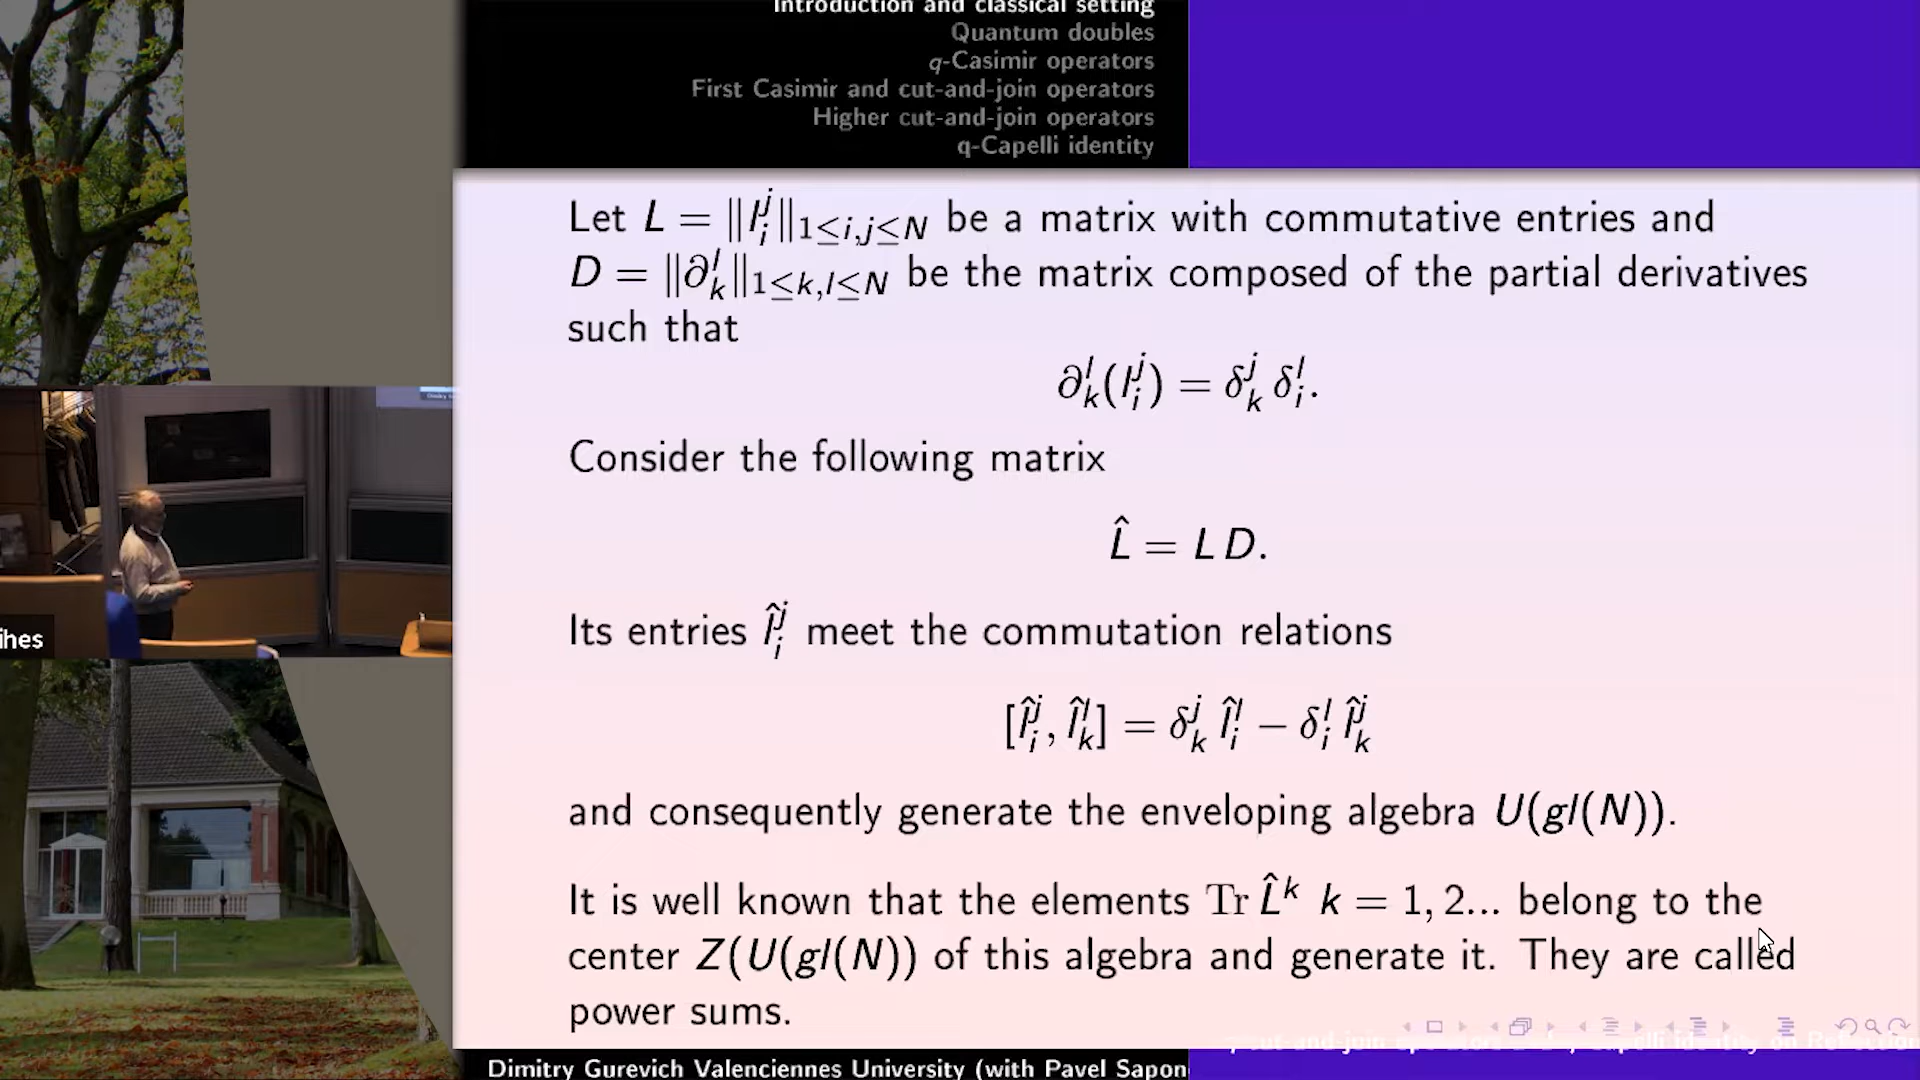 Introduction and classical setting
Quantum doubles
q-Casimir operators
First Casimir and cut-and-join operators
Higher cut-and-join operators
q-Capelli identity
Let L = ‖l_i^j‖_{1≤i,j≤N} be a matrix with commutative entries and
D = ‖∂_k^l‖_{1≤k,l≤N} be the matrix composed of the partial derivatives
such that
∂_k^l(l_i^j) = δ_k^j δ_i^l.
Consider the following matrix
L̂ = L D.
Its entries l̂_i^j meet the commutation relations
[l̂_i^j, l̂_k^l] = δ_k^j l̂_i^l − δ_i^l l̂_k^j
and consequently generate the enveloping algebra U(gl(N)).
It is well known that the elements Tr L̂^k k = 1, 2... belong to the
center Z(U(gl(N)) of this algebra and generate it. They are called
power sums.
ihes
Dimitry Gurevich Valenciennes University (with Pavel Sapon